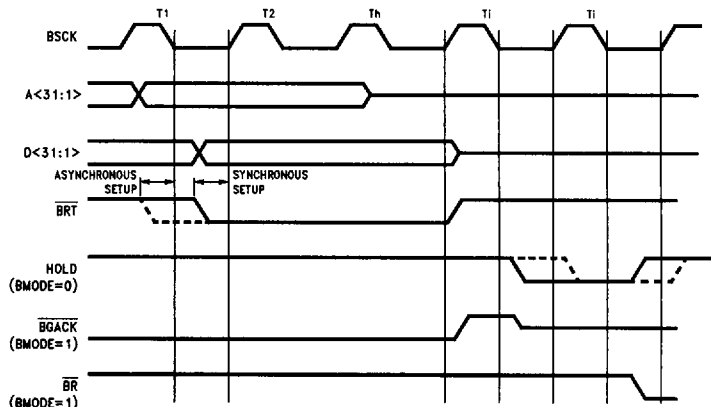 T1 T2 Th Ti Ti
BSCK
A<31:1>
D<31:1>
ASYNCHRONOUS SETUP
SYNCHRONOUS SETUP
BRT
HOLD
(BMODE=0)
BGACK
(BMODE=1)
BR
(BMODE=1)